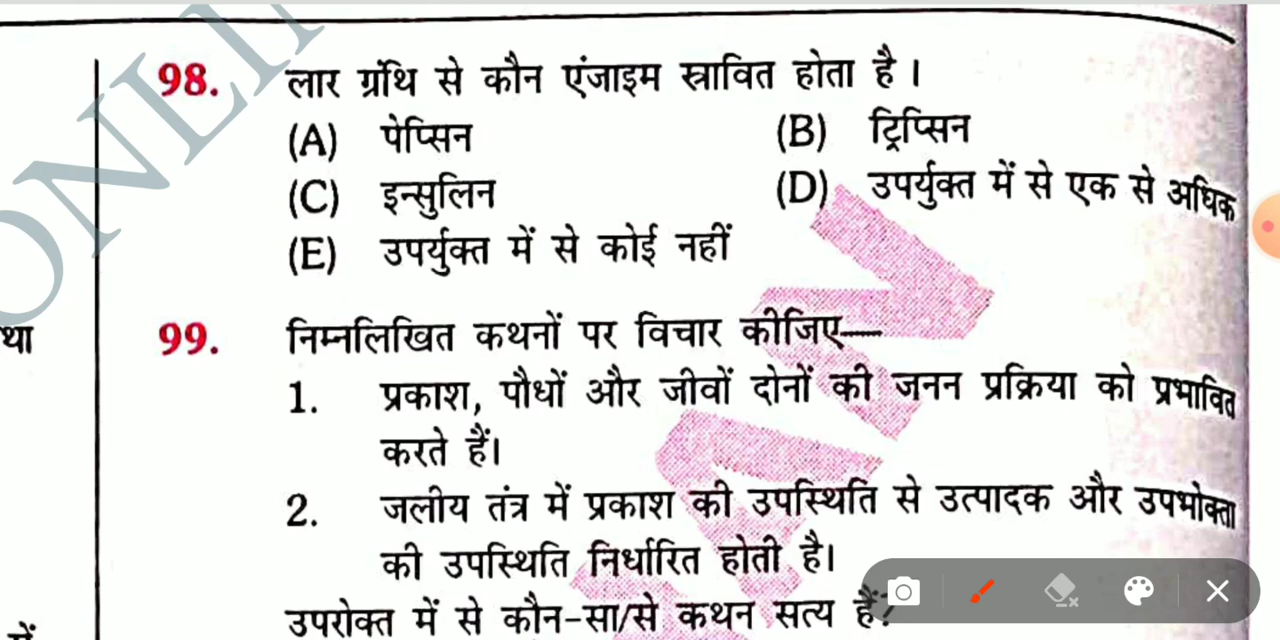 98. लार ग्रंथि से कौन एंजाइम स्रावित होता है ।
(A) पेप्सिन (B) ट्रिप्सिन
(C) इन्सुलिन (D) उपर्युक्त में से एक से अधिक
(E) उपर्युक्त में से कोई नहीं
था
99. निम्नलिखित कथनों पर विचार कीजिए—
1. प्रकाश, पौधों और जीवों दोनों की जनन प्रक्रिया को प्रभावित
करते हैं।
2. जलीय तंत्र में प्रकाश की उपस्थिति से उत्पादक और उपभोक्ता
की उपस्थिति निर्धारित होती है।
उपरोक्त में से कौन-सा/से कथन सत्य हैं?